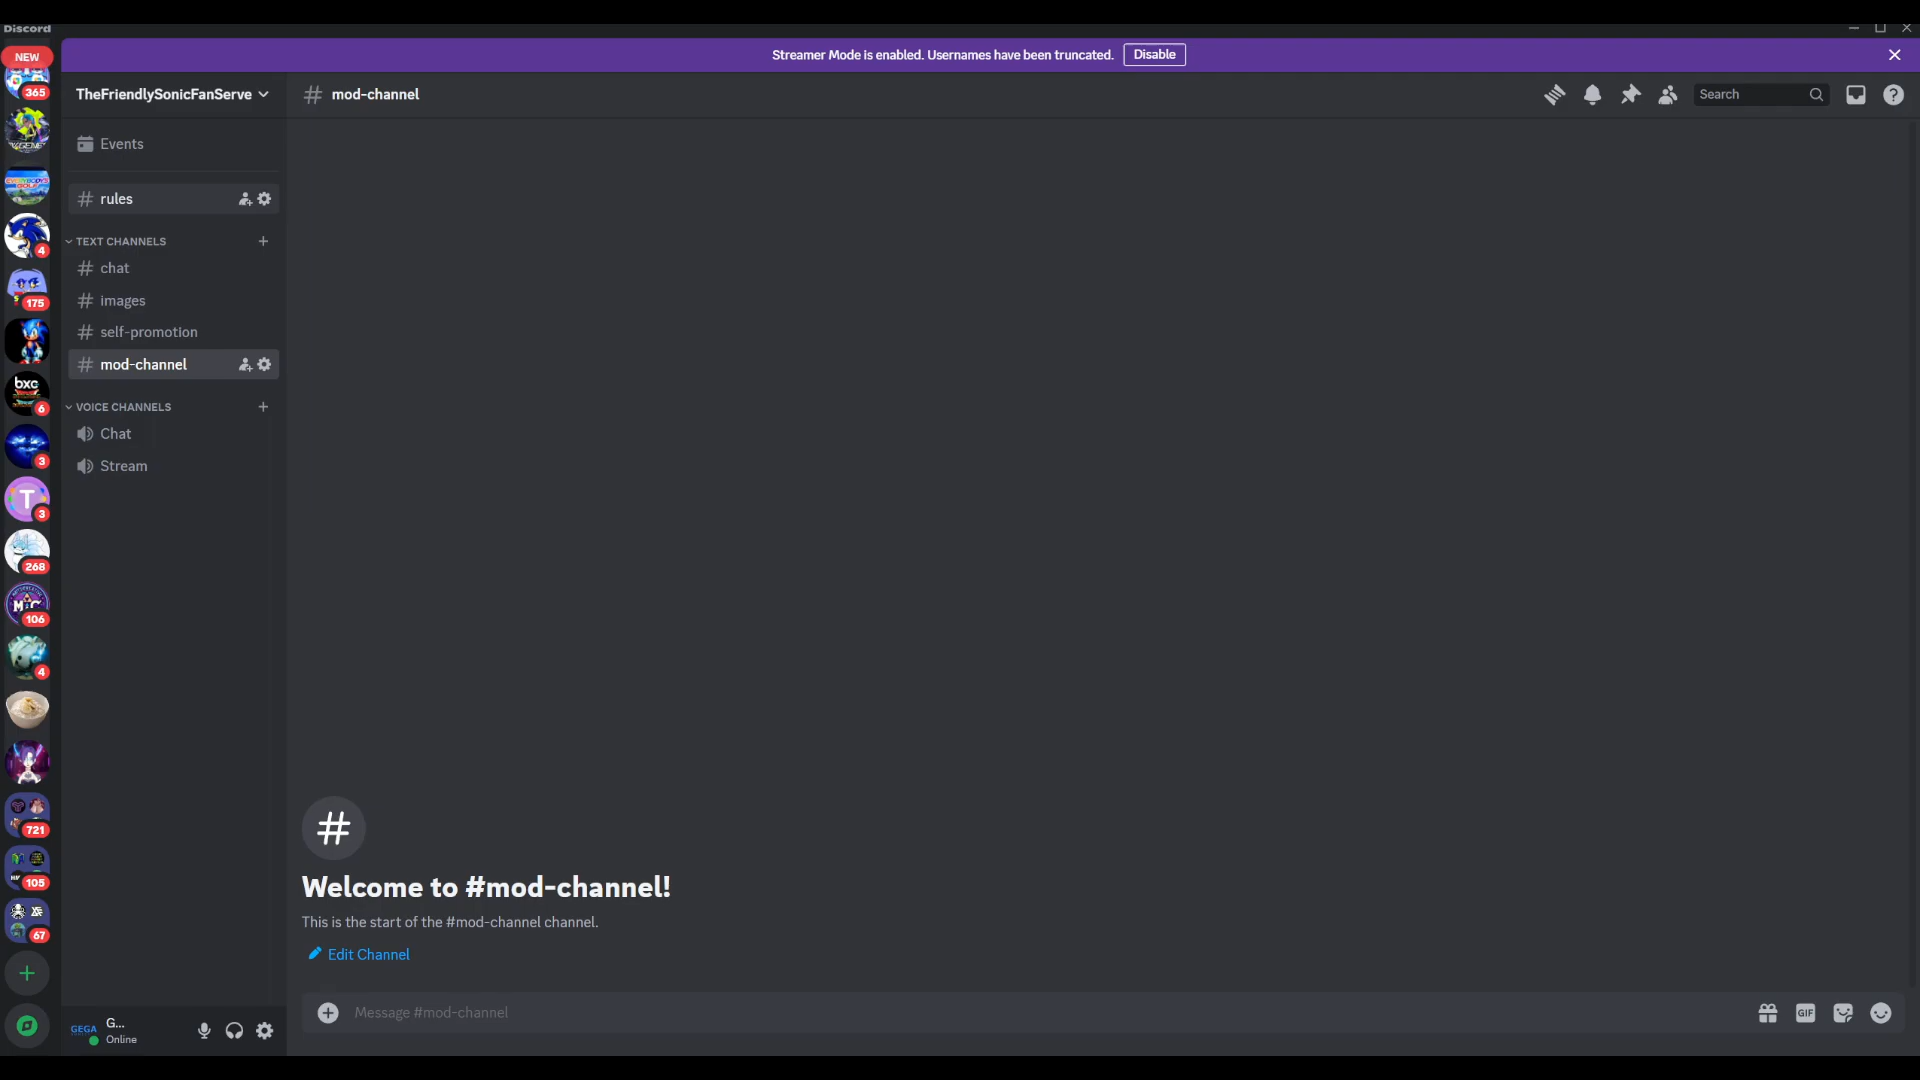 Discord
Streamer Mode is enabled. Usernames have been truncated.
Disable
NEW
365
4
175
bxc
6
3
T
3
268
106
4
721
105
67
TheFriendlySonicFanServe
Events
rules
TEXT CHANNELS
chat
images
self-promotion
mod-channel
VOICE CHANNELS
Chat
Stream
GEGA
G...
Online
mod-channel
Search
#
Welcome to #mod-channel!
This is the start of the #mod-channel channel.
Edit Channel
Message #mod-channel
GIF